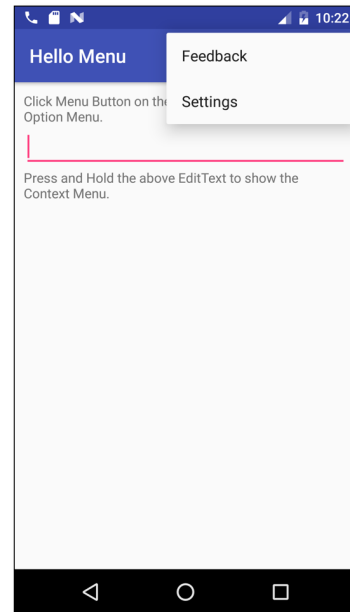 10:22
Hello Menu
Feedback
Settings
Click Menu Button on the
Option Menu.
Press and Hold the above EditText to show the
Context Menu.